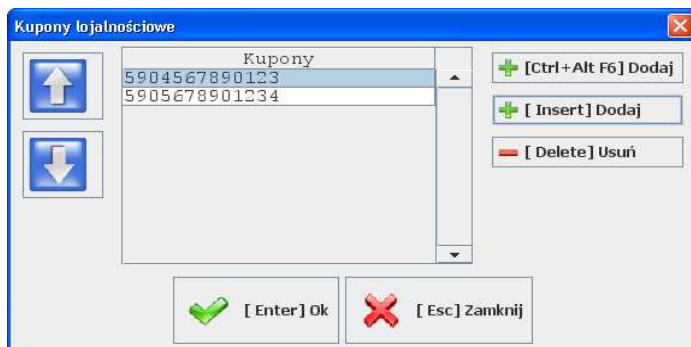 Kupony lojalnościowe
Kupony
5904567890123
5905678901234
[Ctrl+Alt F6] Dodaj
[ Insert] Dodaj
[ Delete] Usuń
[ Enter] Ok
[ Esc] Zamknij